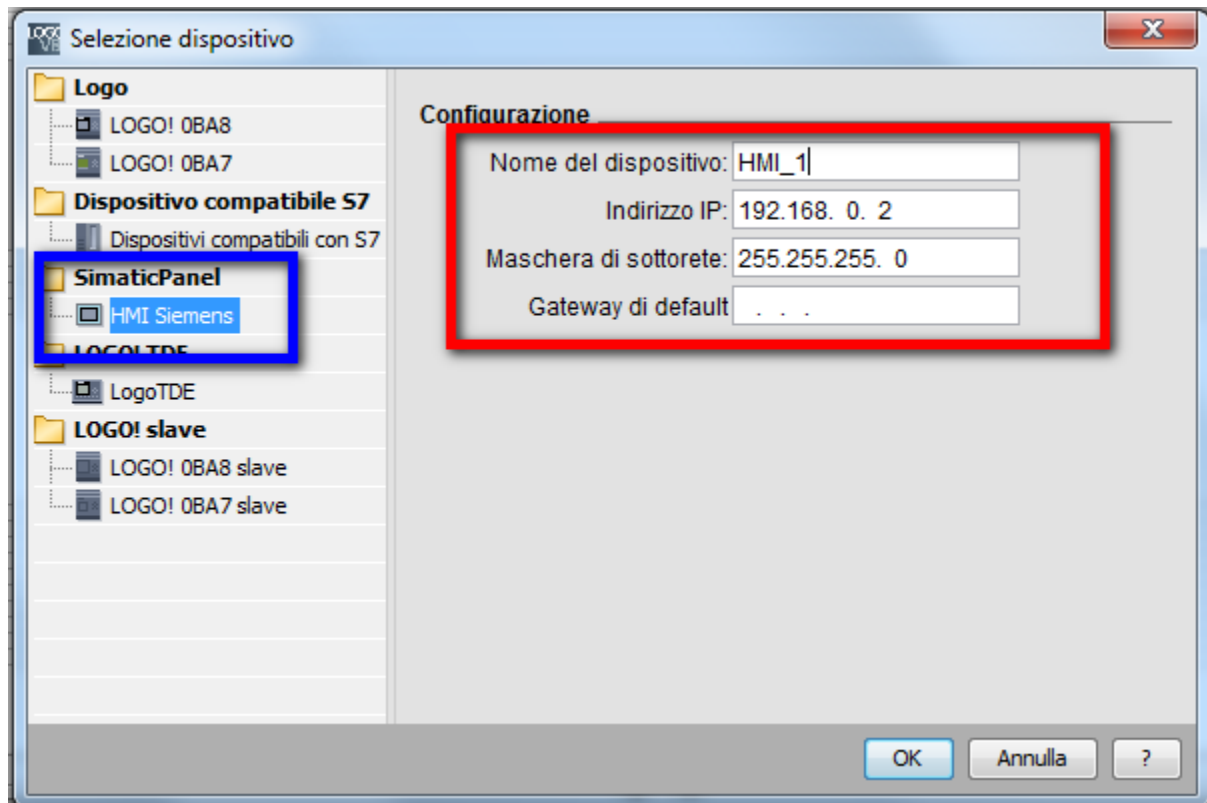 Selezione dispositivo
Logo
LOGO! 0BA8
LOGO! 0BA7
Dispositivo compatibile S7
Dispositivi compatibili con S7
SimaticPanel
HMI Siemens
LOGO! TDE
LogoTDE
LOGO! slave
LOGO! 0BA8 slave
LOGO! 0BA7 slave
Configurazione
Nome del dispositivo: HMI_1
Indirizzo IP: 192.168. 0. 2
Maschera di sottorete: 255.255.255. 0
Gateway di default . . .
OK Annulla ?